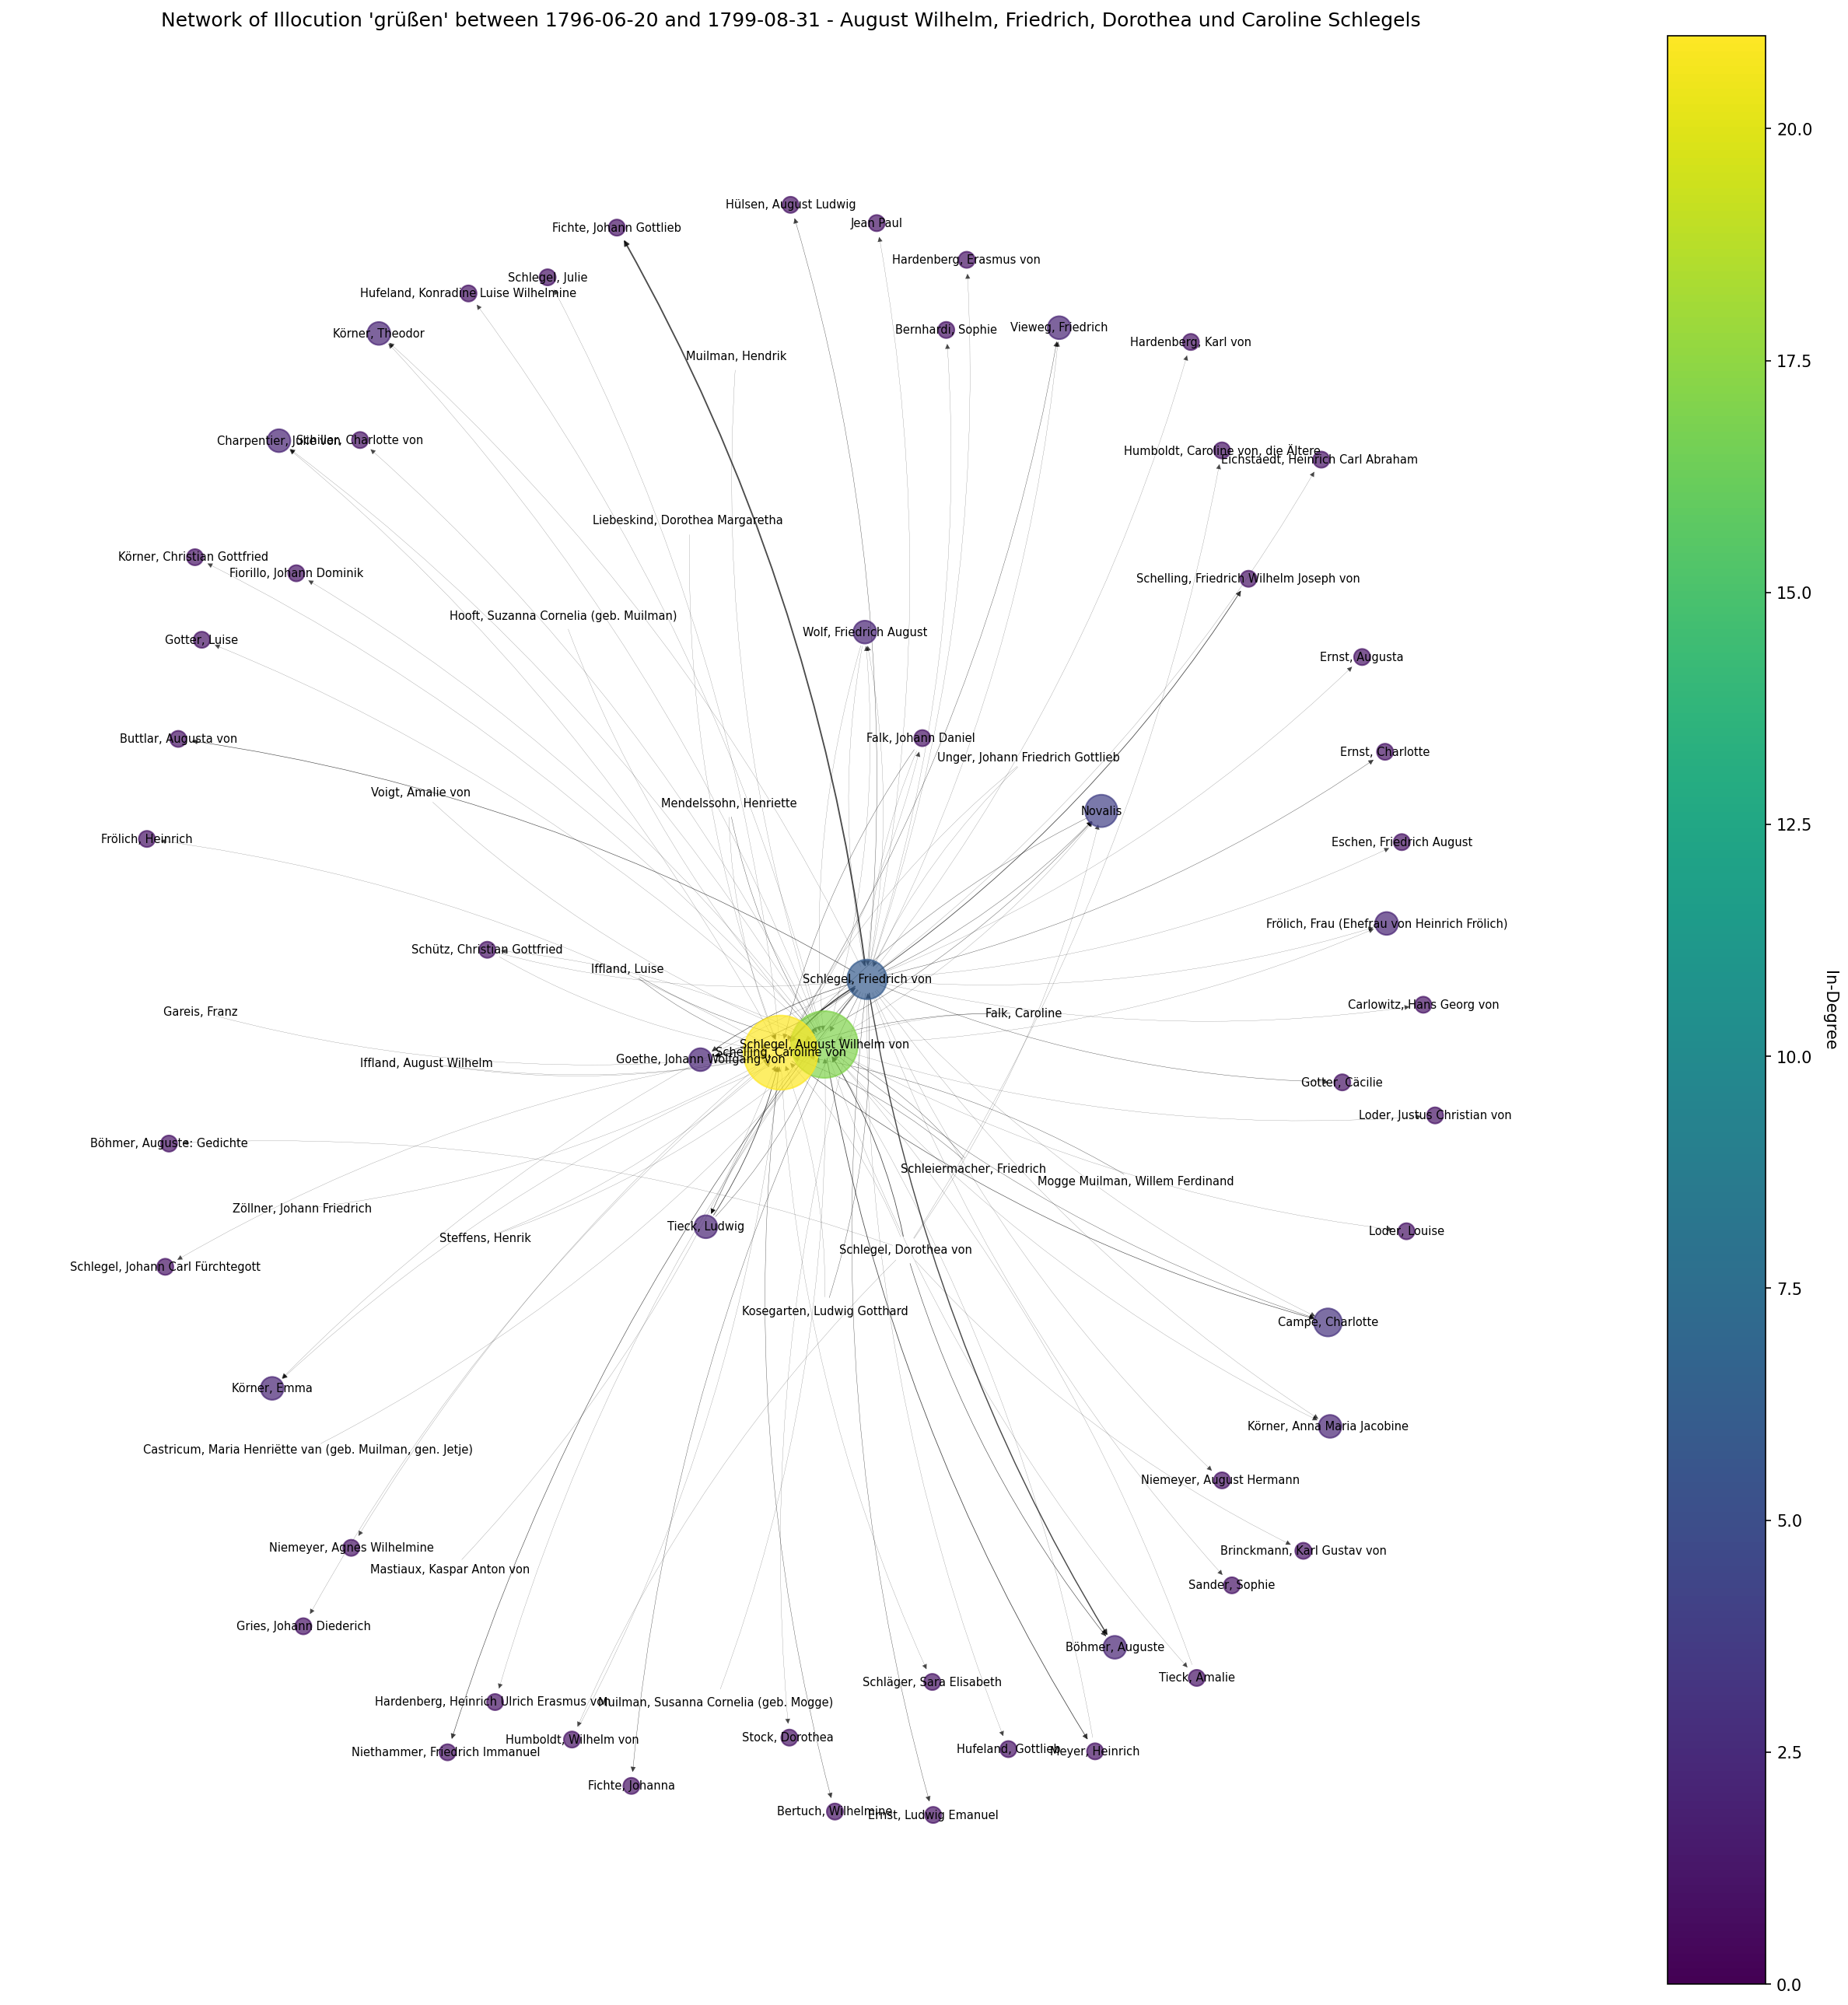 Network of Illocution 'grüßen' between 1796-06-20 and 1799-08-31 - August Wilhelm, Friedrich, Dorothea und Caroline Schlegels
Hülsen, August Ludwig
Jean Paul
Fichte, Johann Gottlieb
Hardenberg, Erasmus von
Schlegel, Julie
Hufeland, Konradine Luise Wilhelmine
Körner, Theodor
Bernhardi, Sophie
Vieweg, Friedrich
Hardenberg, Karl von
Muilman, Hendrik
Charpentier, Julie von
Schiller, Charlotte von
Humboldt, Caroline von, die Ältere
Eichstaedt, Heinrich Carl Abraham
Liebeskind, Dorothea Margaretha
Körner, Christian Gottfried
Fiorillo, Johann Dominik
Schelling, Friedrich Wilhelm Joseph von
Hooft, Suzanna Cornelia (geb. Muilman)
Wolf, Friedrich August
Gotter, Luise
Ernst, Augusta
Buttlar, Augusta von
Falk, Johann Daniel
Unger, Johann Friedrich Gottlieb
Ernst, Charlotte
Voigt, Amalie von
Mendelssohn, Henriette
Novalis
Frölich, Heinrich
Eschen, Friedrich August
Frölich, Frau (Ehefrau von Heinrich Frölich)
Schütz, Christian Gottfried
Iffland, Luise
Schlegel, Friedrich von
Carlowitz, Hans Georg von
Gareis, Franz
Falk, Caroline
Schlegel, August Wilhelm von
Schelling, Caroline von
Goethe, Johann Wolfgang von
Iffland, August Wilhelm
Gotter, Cäcilie
Loder, Justus Christian von
Böhmer, Auguste: Gedichte
Schleiermacher, Friedrich
Mogge Muilman, Willem Ferdinand
Zöllner, Johann Friedrich
Tieck, Ludwig
Loder, Louise
Steffens, Henrik
Schlegel, Dorothea von
Schlegel, Johann Carl Fürchtegott
Kosegarten, Ludwig Gotthard
Campe, Charlotte
Körner, Emma
Körner, Anna Maria Jacobine
Castricum, Maria Henriëtte van (geb. Muilman, gen. Jetje)
Niemeyer, August Hermann
Niemeyer, Agnes Wilhelmine
Brinckmann, Karl Gustav von
Mastiaux, Kaspar Anton von
Sander, Sophie
Gries, Johann Diederich
Böhmer, Auguste
Tieck, Amalie
Schläger, Sara Elisabeth
Hardenberg, Heinrich Ulrich Erasmus von
Muilman, Susanna Cornelia (geb. Mogge)
Humboldt, Wilhelm von
Stock, Dorothea
Niethammer, Friedrich Immanuel
Hufeland, Gottlieb
Meyer, Heinrich
Fichte, Johanna
Bertuch, Wilhelmine
Ernst, Ludwig Emanuel
20.0
17.5
15.0
12.5
10.0
7.5
5.0
2.5
0.0
In-Degree